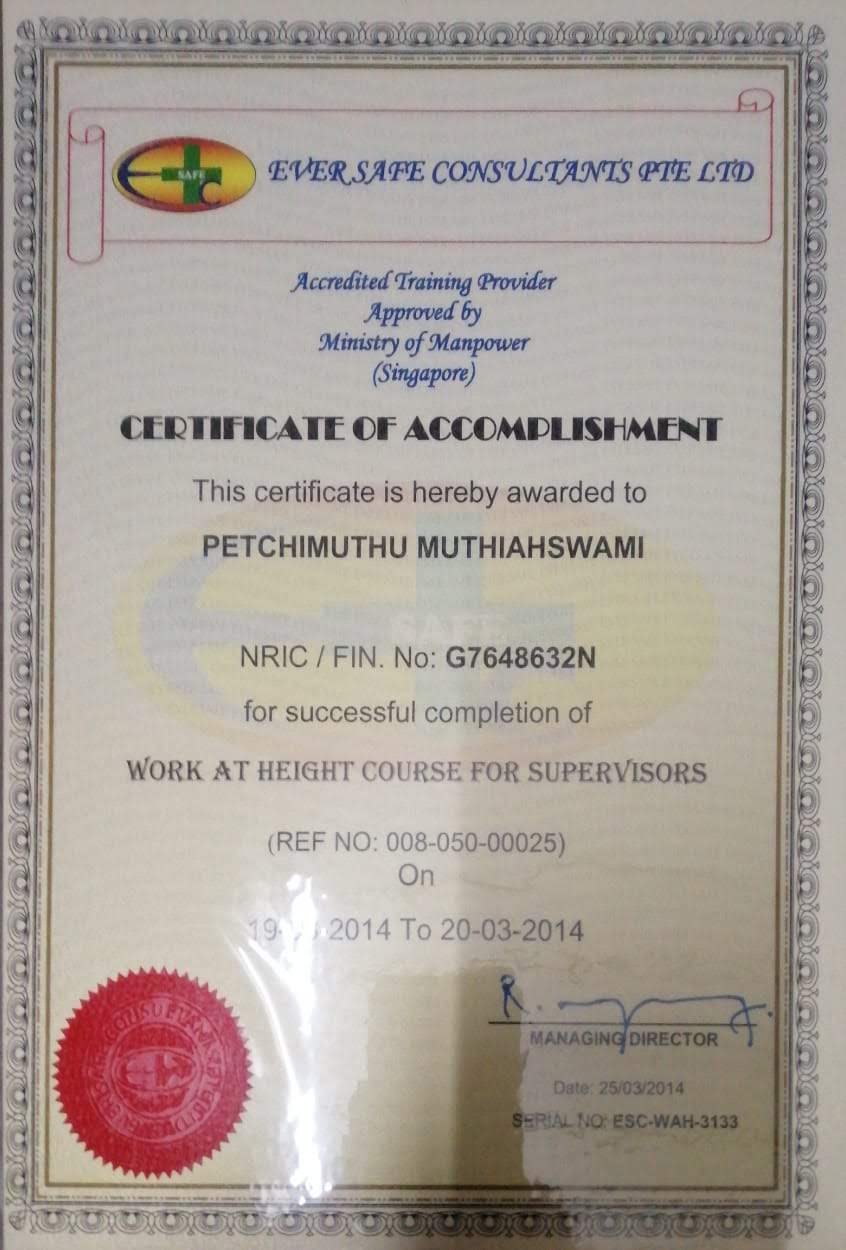 SAFE
EVER SAFE CONSULTANTS PTE LTD
Accredited Training Provider
Approved by
Ministry of Manpower
(Singapore)
CERTIFICATE OF ACCOMPLISHMENT
This certificate is hereby awarded to
PETCHIMUTHU MUTHIAHSWAMI
SAFE
NRIC / FIN. No: G7648632N
for successful completion of
WORK AT HEIGHT COURSE FOR SUPERVISORS
(REF NO: 008-050-00025)
On
2014 To 20-03-2014
MANAGING DIRECTOR
Date: 25/03/2014
SERIAL NO: ESC-WAH-3133